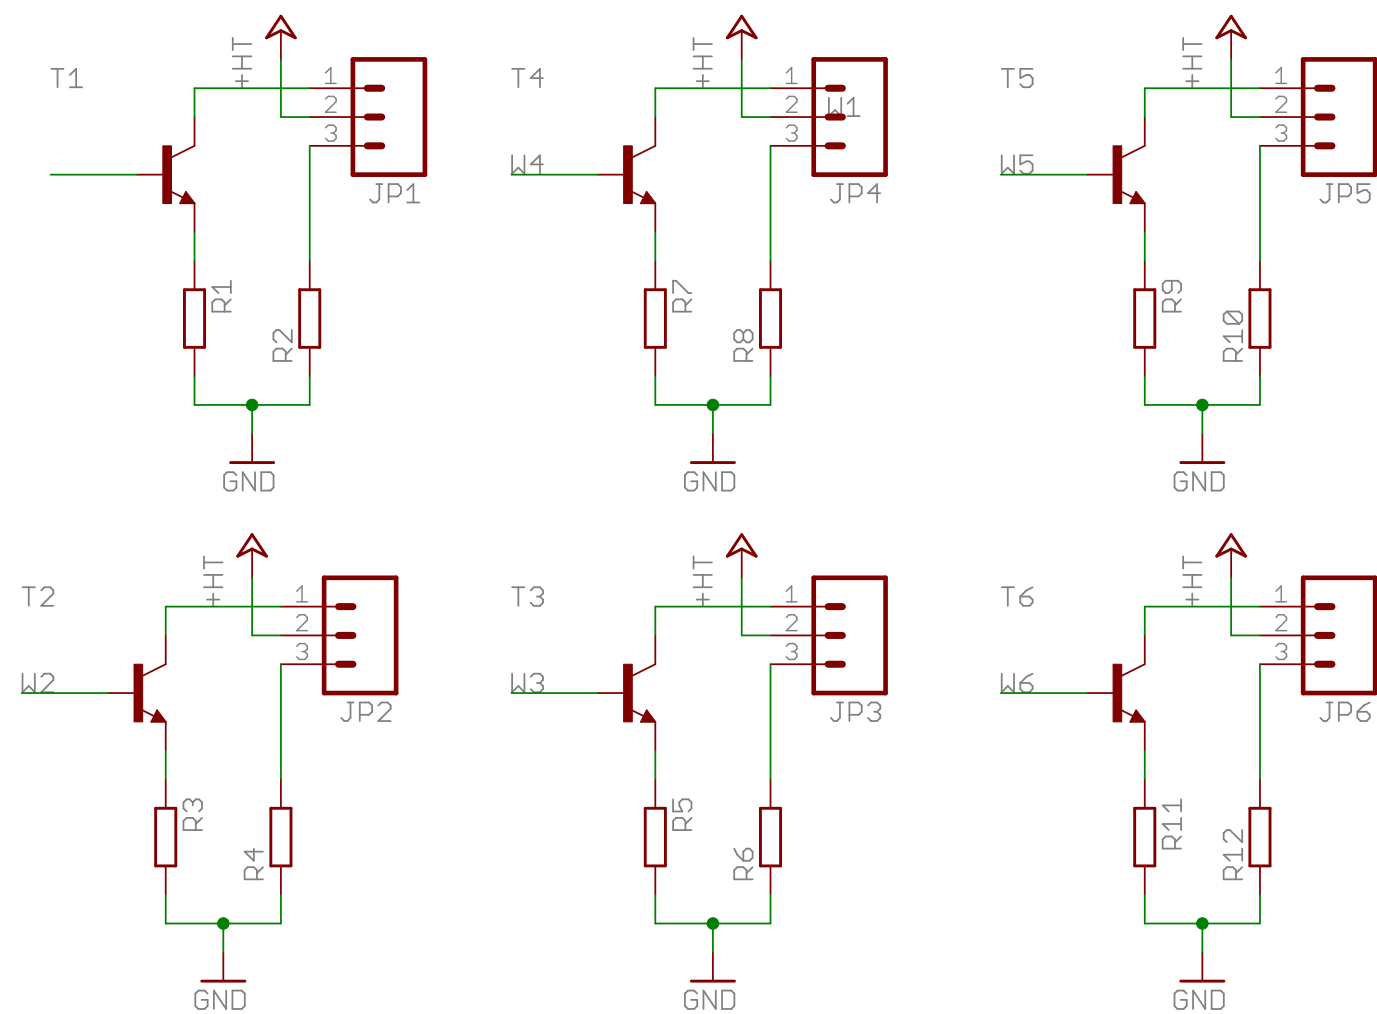 T1
+HT
1
2
3
JP1
R1
R2
GND
T4
+HT
1
2
3
W1
W4
JP4
R7
R8
GND
T5
+HT
1
2
3
W5
JP5
R9
R10
GND
T2
+HT
1
2
3
W2
JP2
R3
R4
GND
T3
+HT
1
2
3
W3
JP3
R5
R6
GND
T6
+HT
1
2
3
W6
JP6
R11
R12
GND